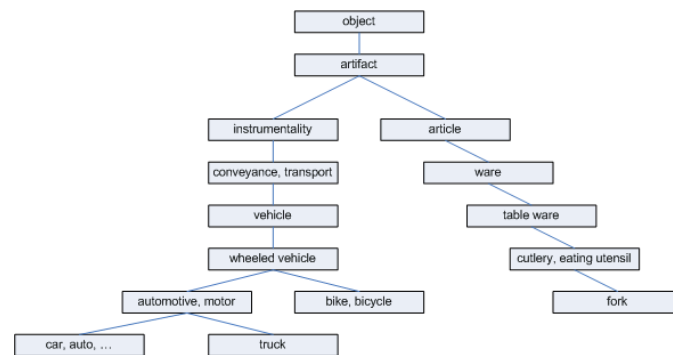 object
artifact
instrumentality
article
conveyance, transport
ware
vehicle
table ware
wheeled vehicle
cutlery, eating utensil
automotive, motor
bike, bicycle
fork
car, auto, …
truck